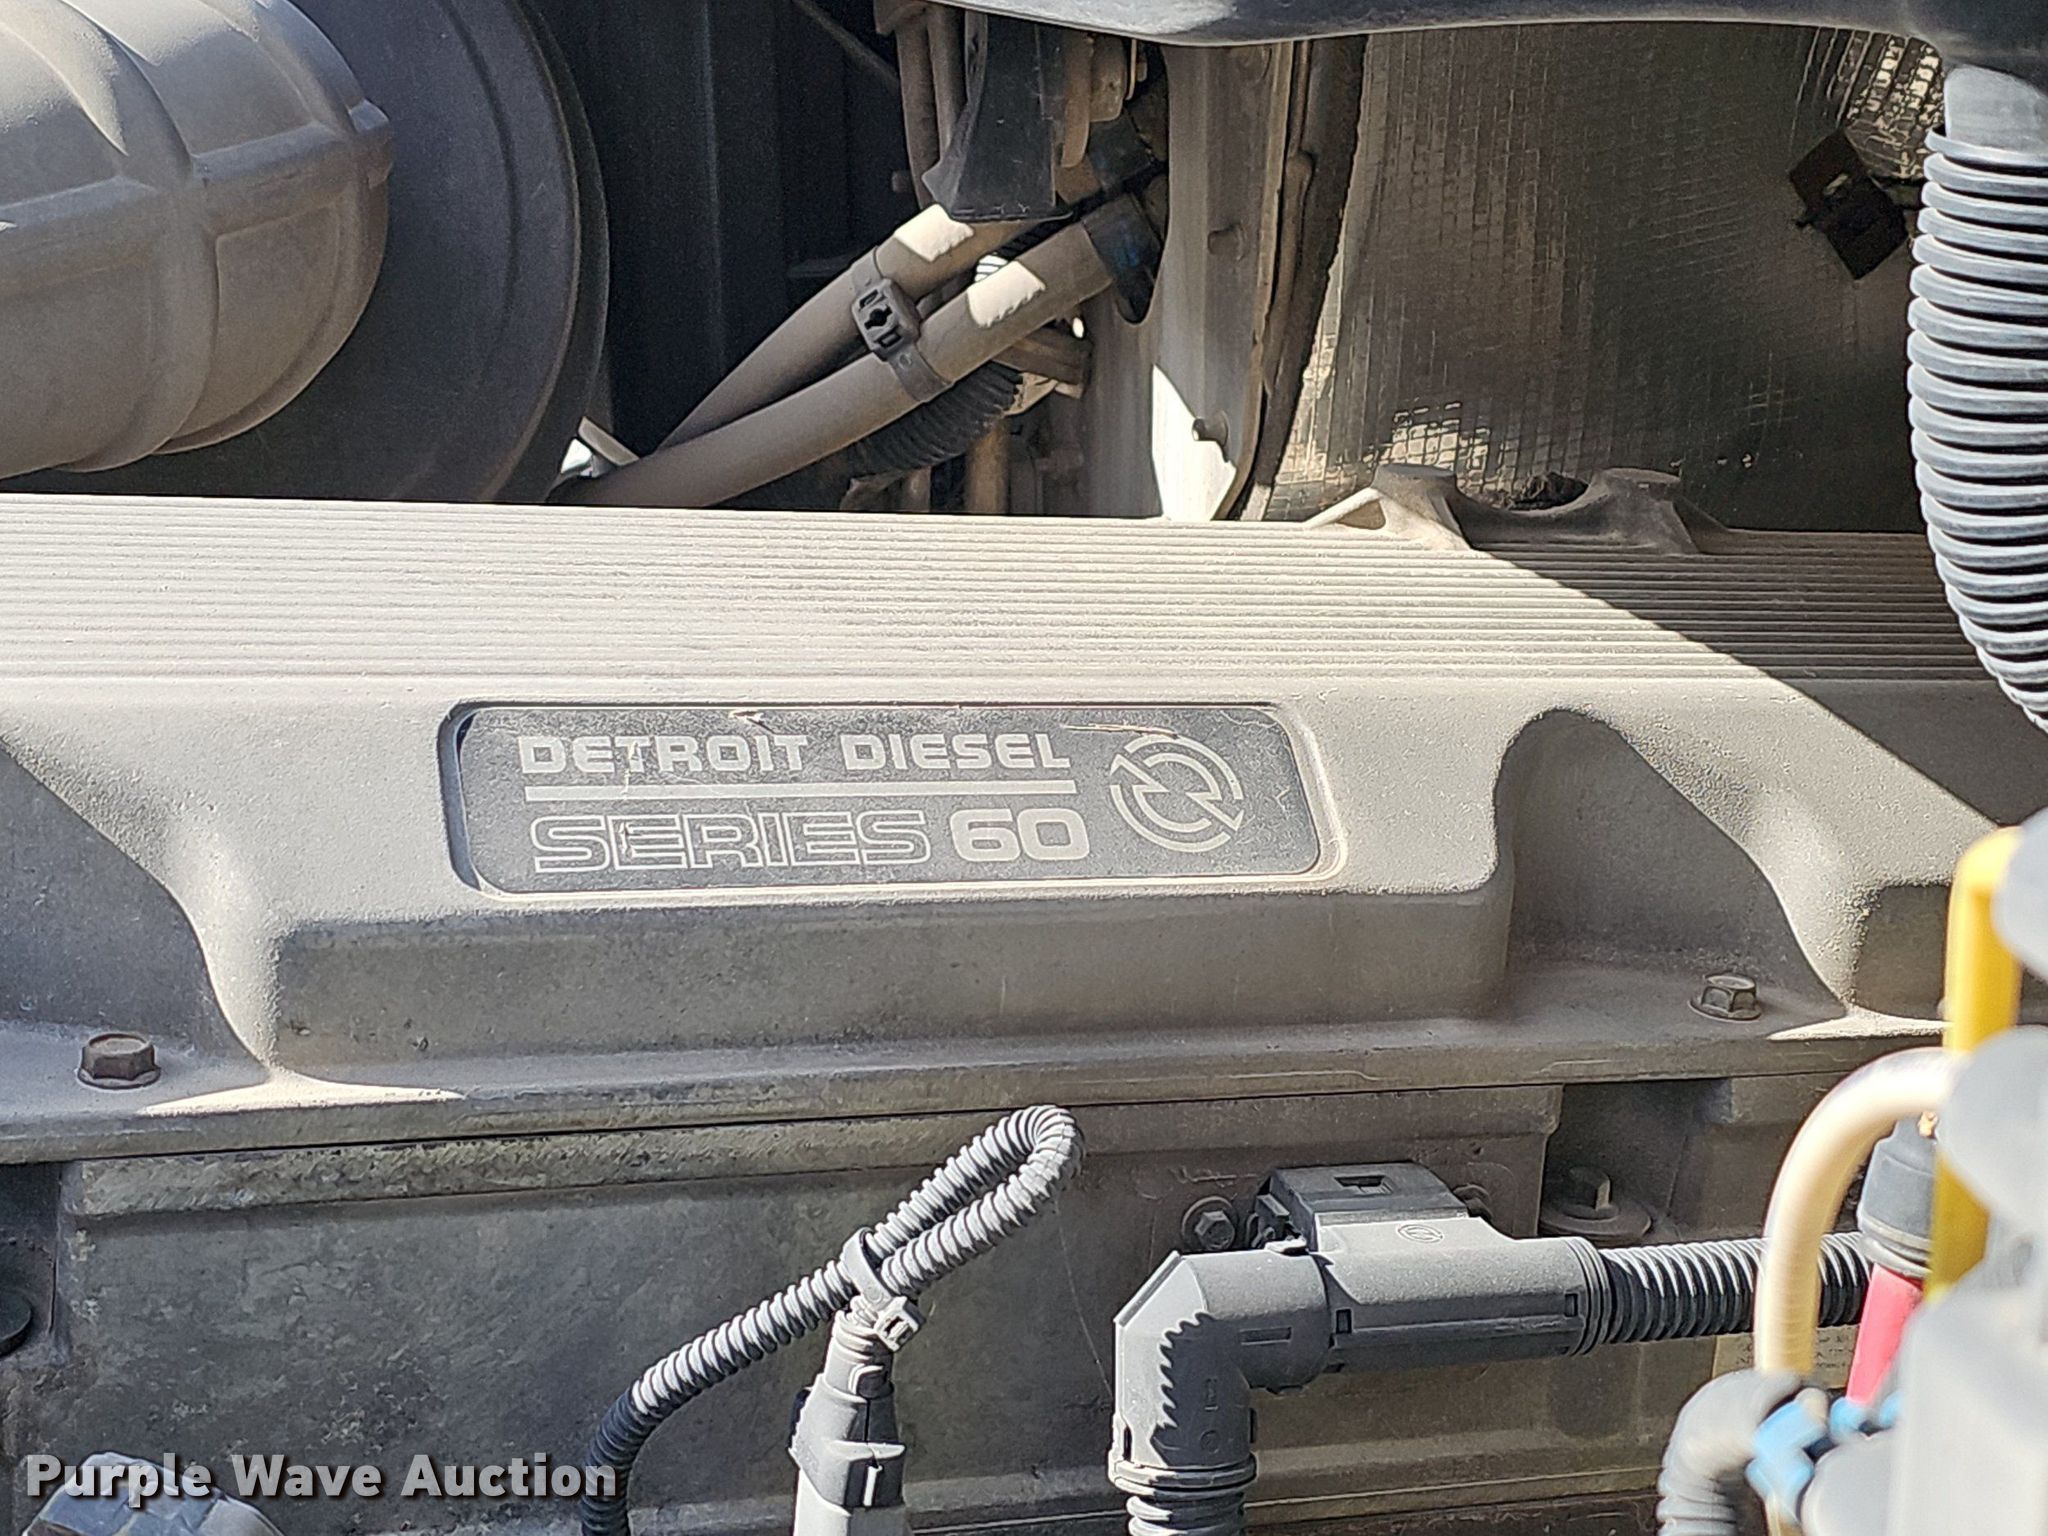 DETROIT DIESEL
SERIES 60
Purple Wave Auction